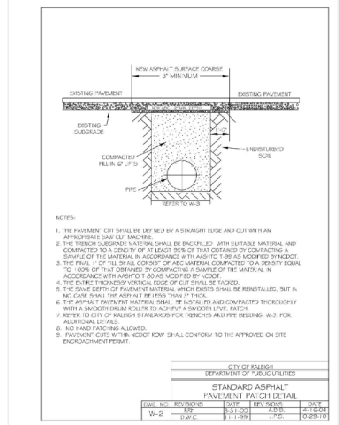 NEW ASPHALT SURFACE COARSE
3" MINIMUM
EXISTING PAVEMENT
EXISTING PAVEMENT
EXISTING
SUBGRADE
UNDISTURBED
SOIL
COMPACTED
FILL IN 6" LIFTS
PIPE
REFER TO W-3
NOTES:
1. THE PAVEMENT CUT SHALL BE DEFINED BY A STRAIGHT EDGE AND CUT WITH AN
APPROPRIATE SAW CUT MACHINE.
2. THE TRENCH SUBGRADE MATERIAL SHALL BE BACKFILLED WITH SUITABLE MATERIAL AND
COMPACTED TO A DENSITY OF AT LEAST 95% OF THAT OBTAINED BY COMPACTING A
SAMPLE OF THE MATERIAL IN ACCORDANCE WITH AASHTO T-99 AS MODIFIED BY NCDOT.
3. THE FINAL 1' OF FILL SHALL CONSIST OF ABC MATERIAL COMPACTED TO A DENSITY EQUAL
TO 100% OF THAT OBTAINED BY COMPACTING A SAMPLE OF THE MATERIAL IN
ACCORDANCE WITH AASHTO T-180 AS MODIFIED BY NCDOT.
4. THE ENTIRE THICKNESS/VERTICAL EDGE OF CUT SHALL BE TACKED.
5. THE SAME DEPTH OF PAVEMENT MATERIAL WHICH EXISTS SHALL BE REINSTALLED, BUT IN
NO CASE SHALL THE ASPHALT BE LESS THAN 3" THICK.
6. THE ASPHALT PAVEMENT MATERIAL SHALL BE INSTALLED AND COMPACTED THOROUGHLY
WITH A SMOOTH DRUM ROLLER TO ACHIEVE A SMOOTH LEVEL PATCH.
7. REFER TO CITY OF RALEIGH STANDARDS FOR TRENCHES AND PIPE BEDDING W-3 FOR
ADDITIONAL DETAILS.
8. NO HAND PATCHING ALLOWED.
9. PAVEMENT CUTS WITHIN NCDOT ROW SHALL CONFORM TO THE APPROVED ON SITE
ENCROACHMENT PERMIT.
CITY OF RALEIGH
DEPARTMENT OF PUBLIC UTILITIES
STANDARD ASPHALT
PAVEMENT PATCH DETAIL
DWG. NO. REVISIONS DATE REVISIONS DATE
W-2 A.B.B. 4-16-04
D.W.C. 11-1-99